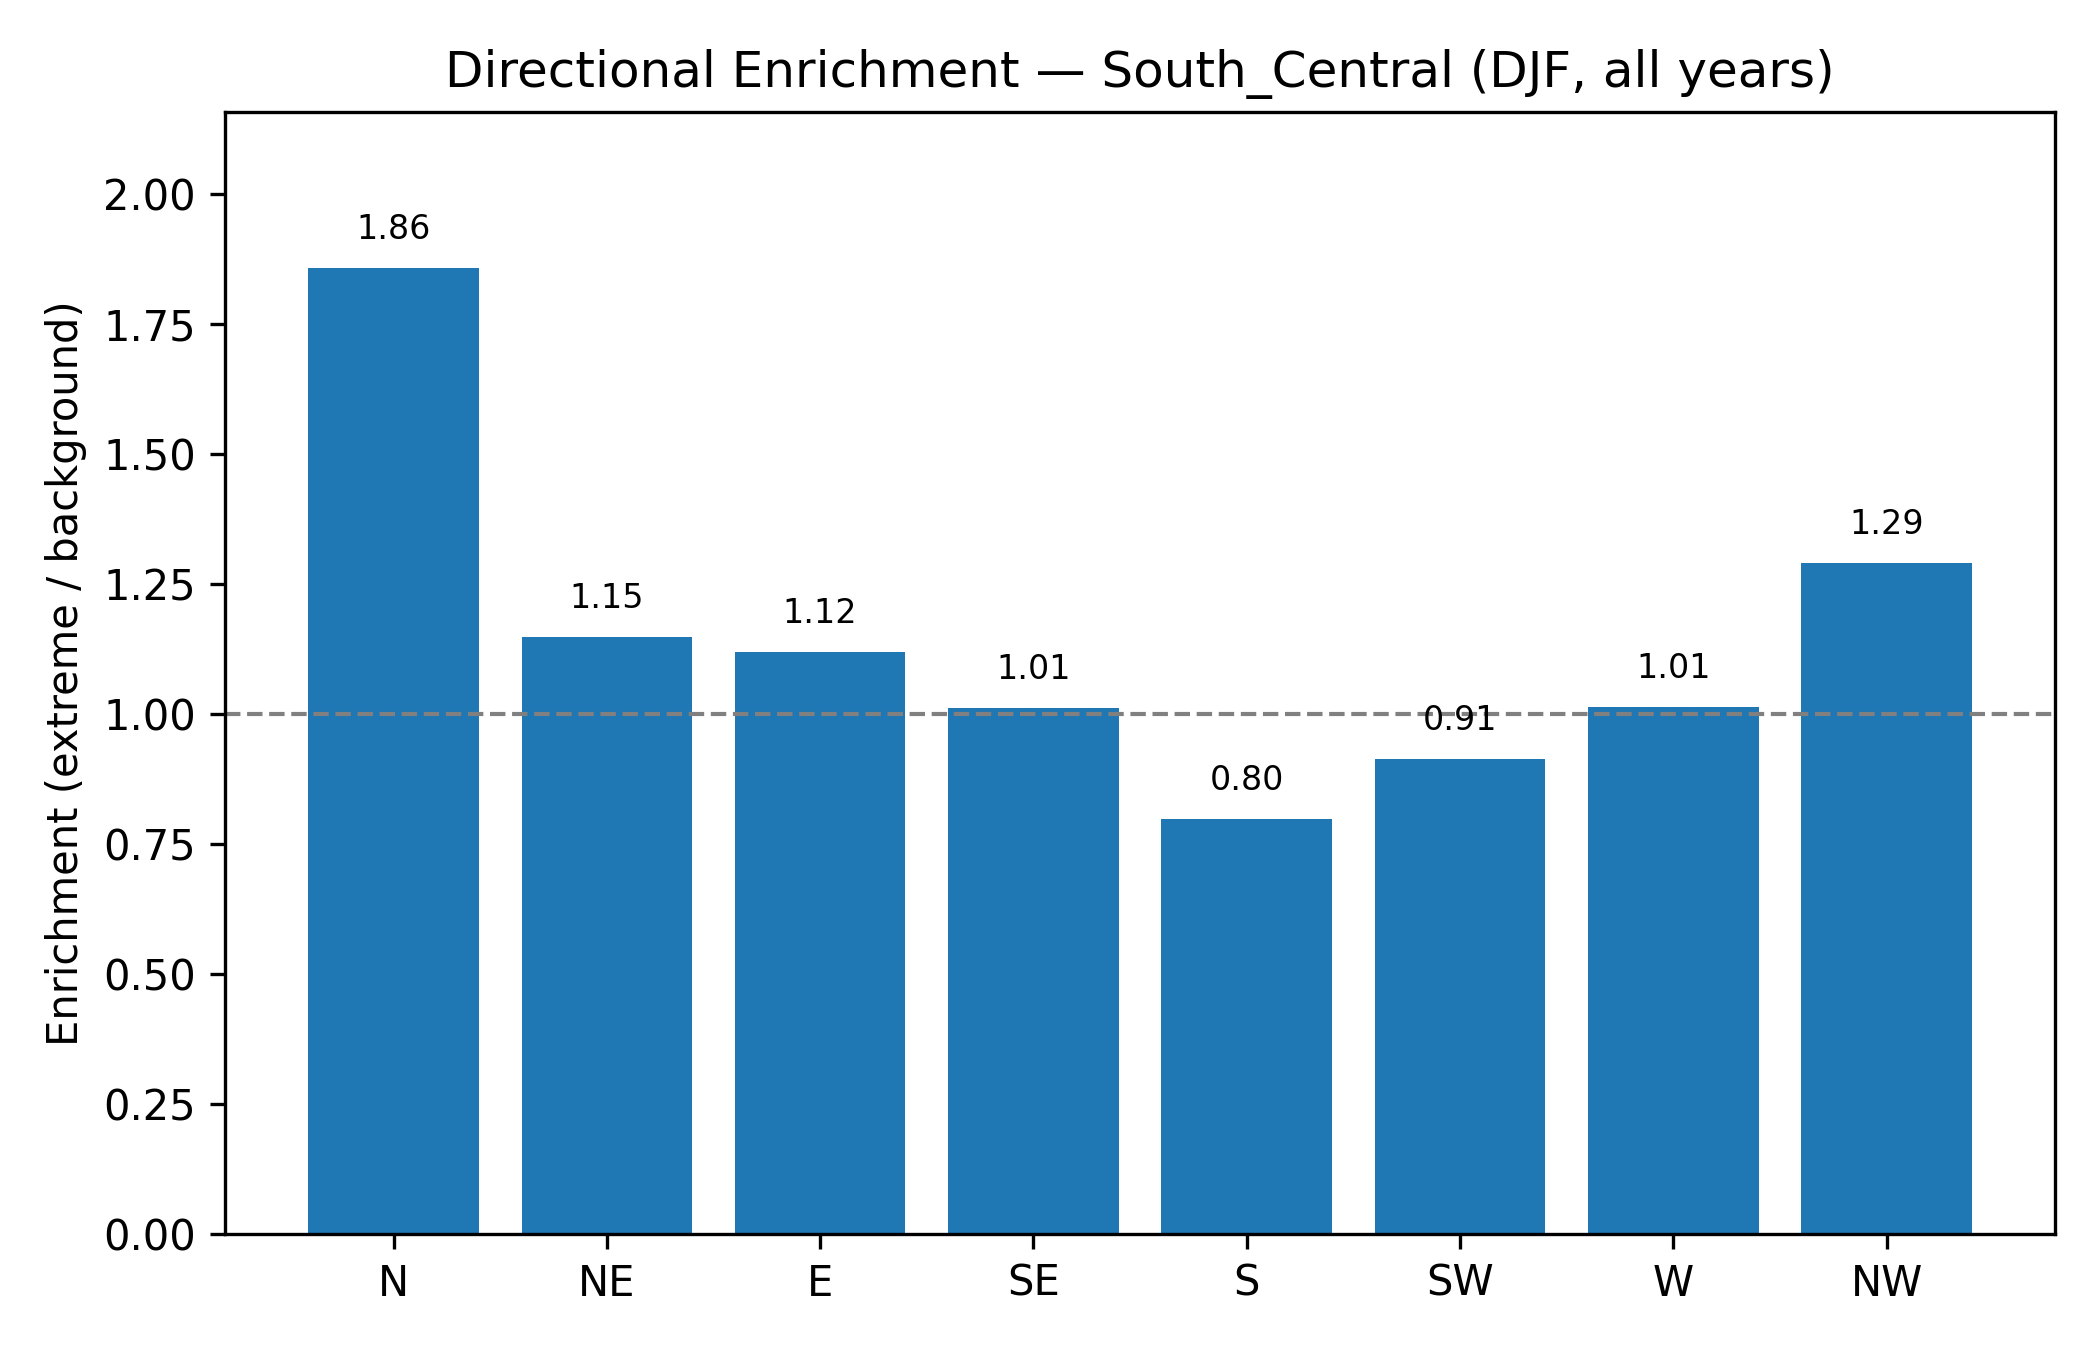 Directional Enrichment — South_Central (DJF, all years)
Enrichment (extreme / background)
2.00
1.75
1.50
1.25
1.00
0.75
0.50
0.25
0.00
1.86
1.15
1.12
1.01
0.80
0.91
1.01
1.29
N
NE
E
SE
S
SW
W
NW